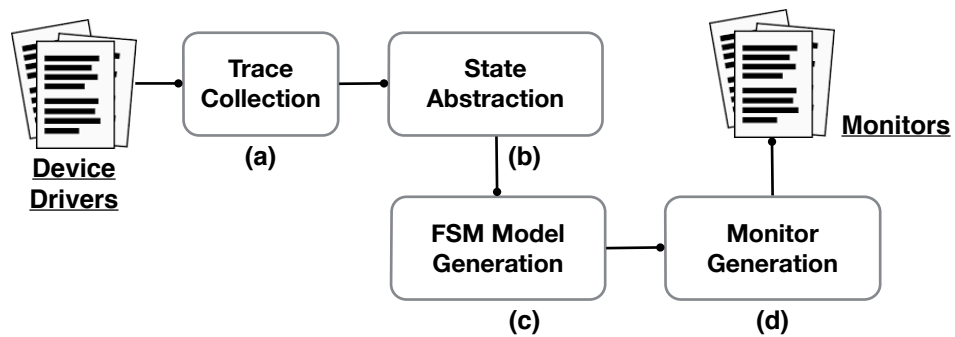 Trace
Collection
(a)
State
Abstraction
(b)
Device
Drivers
Monitors
FSM Model
Generation
(c)
Monitor
Generation
(d)